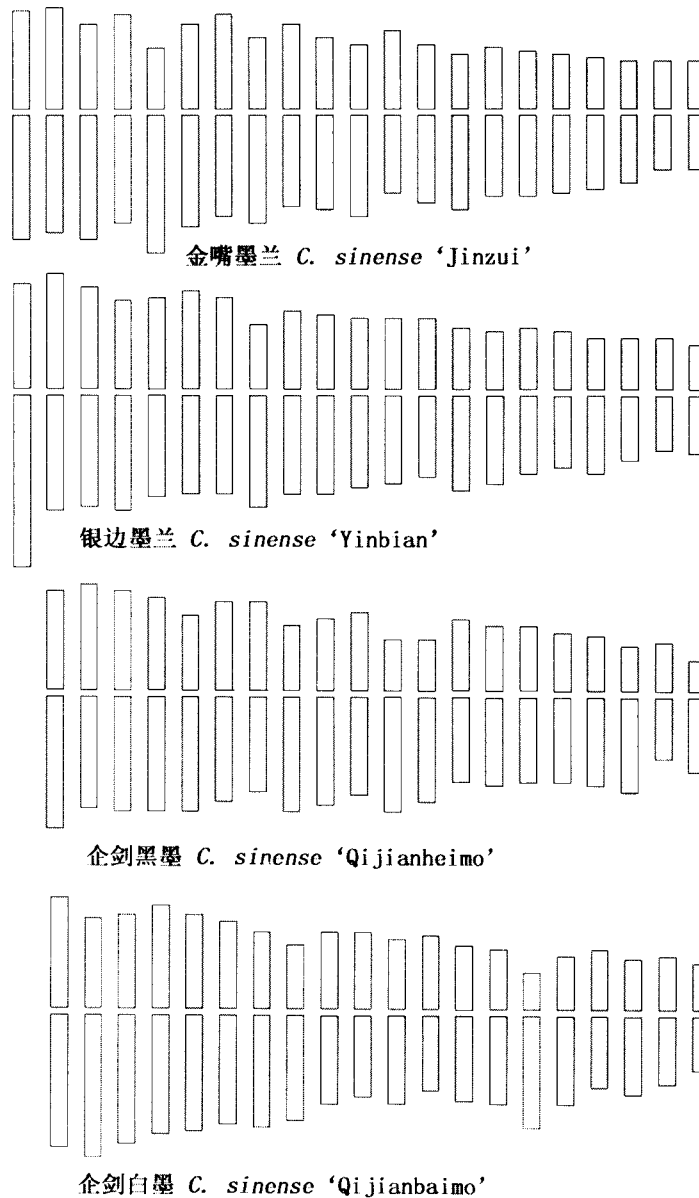 金嘴墨兰 C. sinense ‘Jinzui’
银边墨兰 C. sinense ‘Yinbian’
企剑黑墨 C. sinense ‘Qijianheimo’
企剑白墨 C. sinense ‘Qijianbaimo’